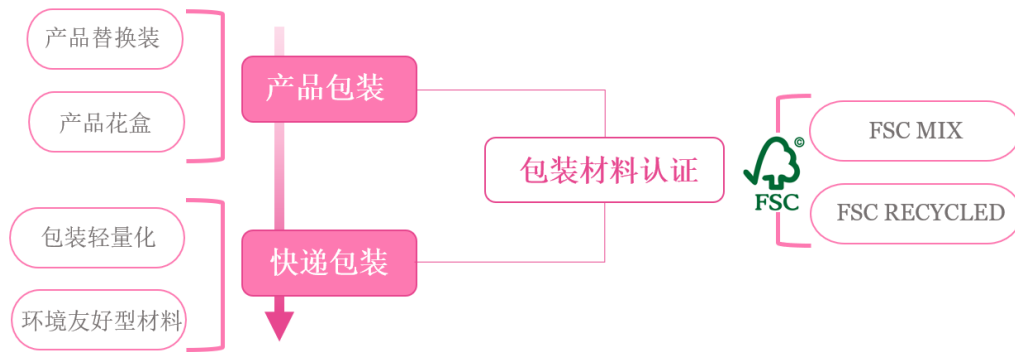 产品替换装
产品花盒
产品包装
包装轻量化
环境友好型材料
快递包装
包装材料认证
©
FSC
FSC MIX
FSC RECYCLED